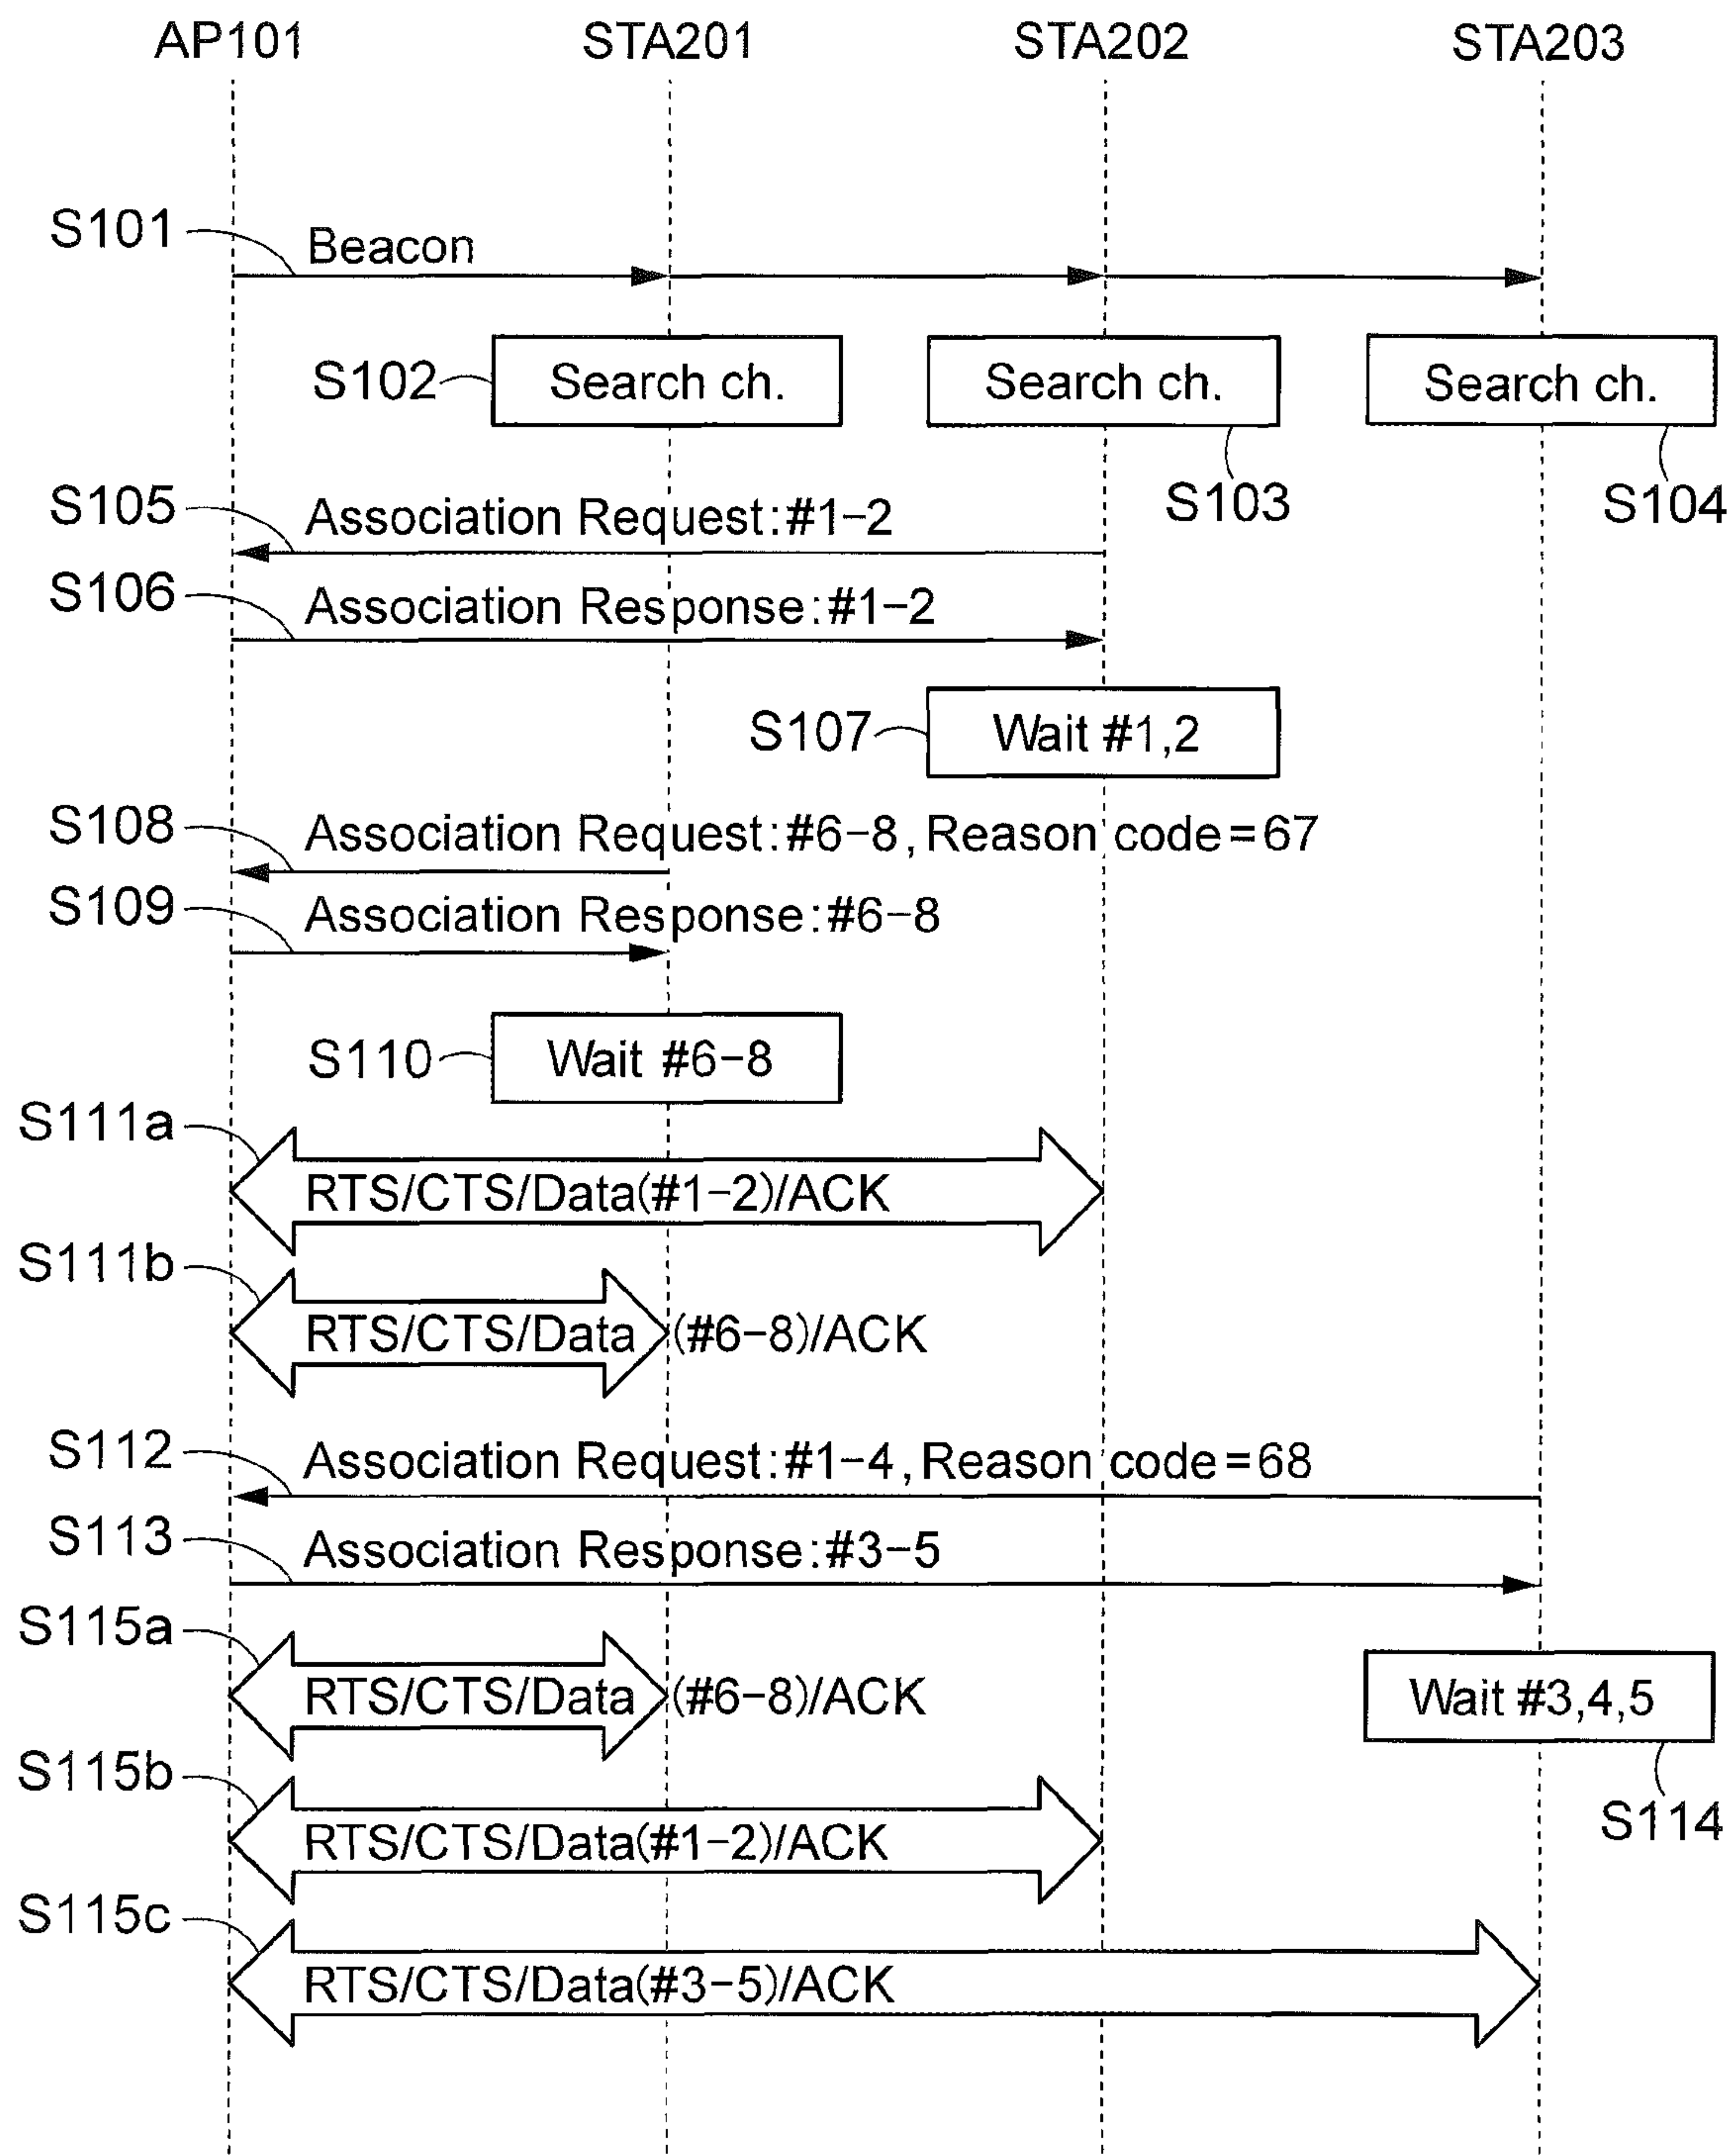 AP101 STA201 STA202 STA203
S101 Beacon
S102 Search ch. Search ch. Search ch.
S103 S104
S105 Association Request:#1-2
S106 Association Response:#1-2
S107 Wait #1,2
S108 Association Request:#6-8, Reason code=67
S109 Association Response:#6-8
S110 Wait #6-8
S111a
RTS/CTS/Data(#1-2)/ACK
S111b
RTS/CTS/Data (#6-8)/ACK
S112 Association Request:#1-4, Reason code=68
S113 Association Response:#3-5
S115a
RTS/CTS/Data (#6-8)/ACK Wait #3,4,5
S115b
S114
RTS/CTS/Data(#1-2)/ACK
S115c
RTS/CTS/Data(#3-5)/ACK